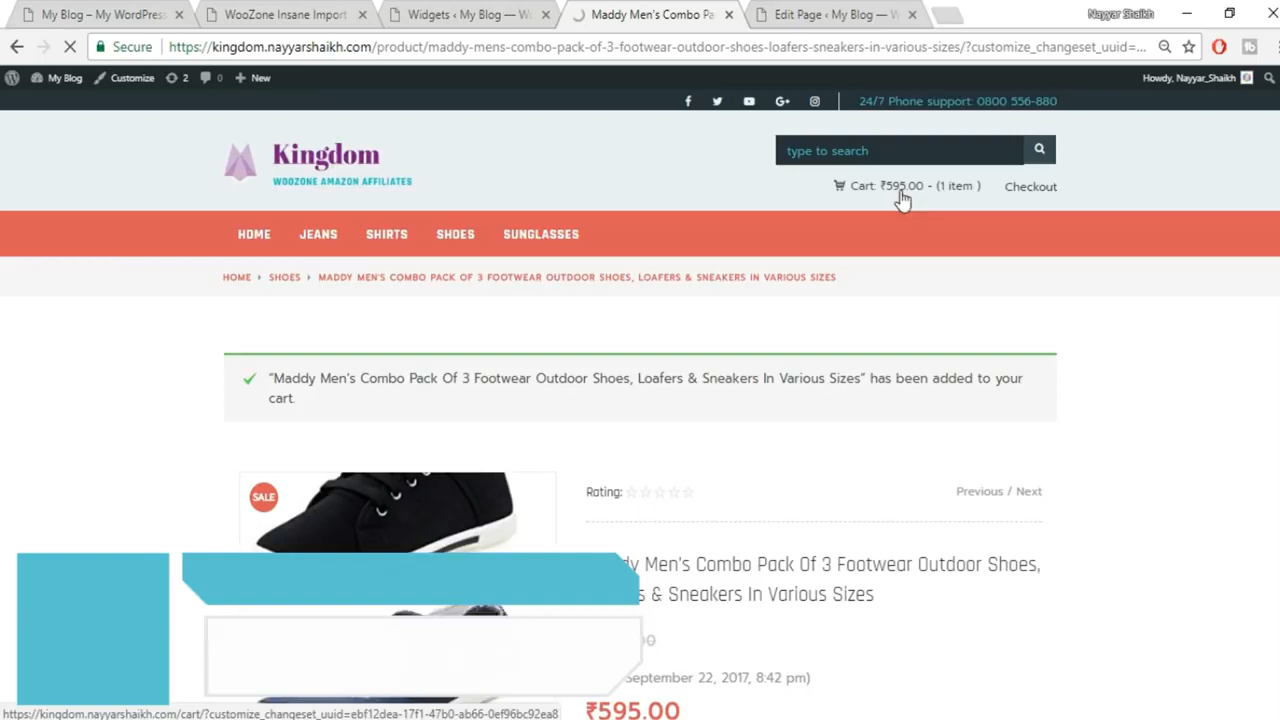 My Blog – My WordPress
WooZone Insane Import
Widgets ‹ My Blog — W
Maddy Men's Combo Pa
Edit Page ‹ My Blog — W
Nayyar Shaikh
Secure
https://kingdom.nayyarshaikh.com/product/maddy-mens-combo-pack-of-3-footwear-outdoor-shoes-loafers-sneakers-in-various-sizes/?customize_changeset_uuid=...
My Blog
Customize
2
0
New
Howdy, Nayyar_Shaikh
24/7 Phone support: 0800 556-880
Kingdom
WOOZONE AMAZON AFFILIATES
type to search
Cart: ₹595.00 - (1 item )
Checkout
HOME
JEANS
SHIRTS
SHOES
SUNGLASSES
HOME
SHOES
MADDY MEN'S COMBO PACK OF 3 FOOTWEAR OUTDOOR SHOES, LOAFERS & SNEAKERS IN VARIOUS SIZES
"Maddy Men's Combo Pack Of 3 Footwear Outdoor Shoes, Loafers & Sneakers In Various Sizes" has been added to your
cart.
SALE
Rating:
Previous / Next
dy Men's Combo Pack Of 3 Footwear Outdoor Shoes,
s & Sneakers In Various Sizes
00
September 22, 2017, 8:42 pm)
₹595.00
https://kingdom.nayyarshaikh.com/cart/?customize_changeset_uuid=ebf12dea-17f1-47b0-ab66-0ef96bc92ea8